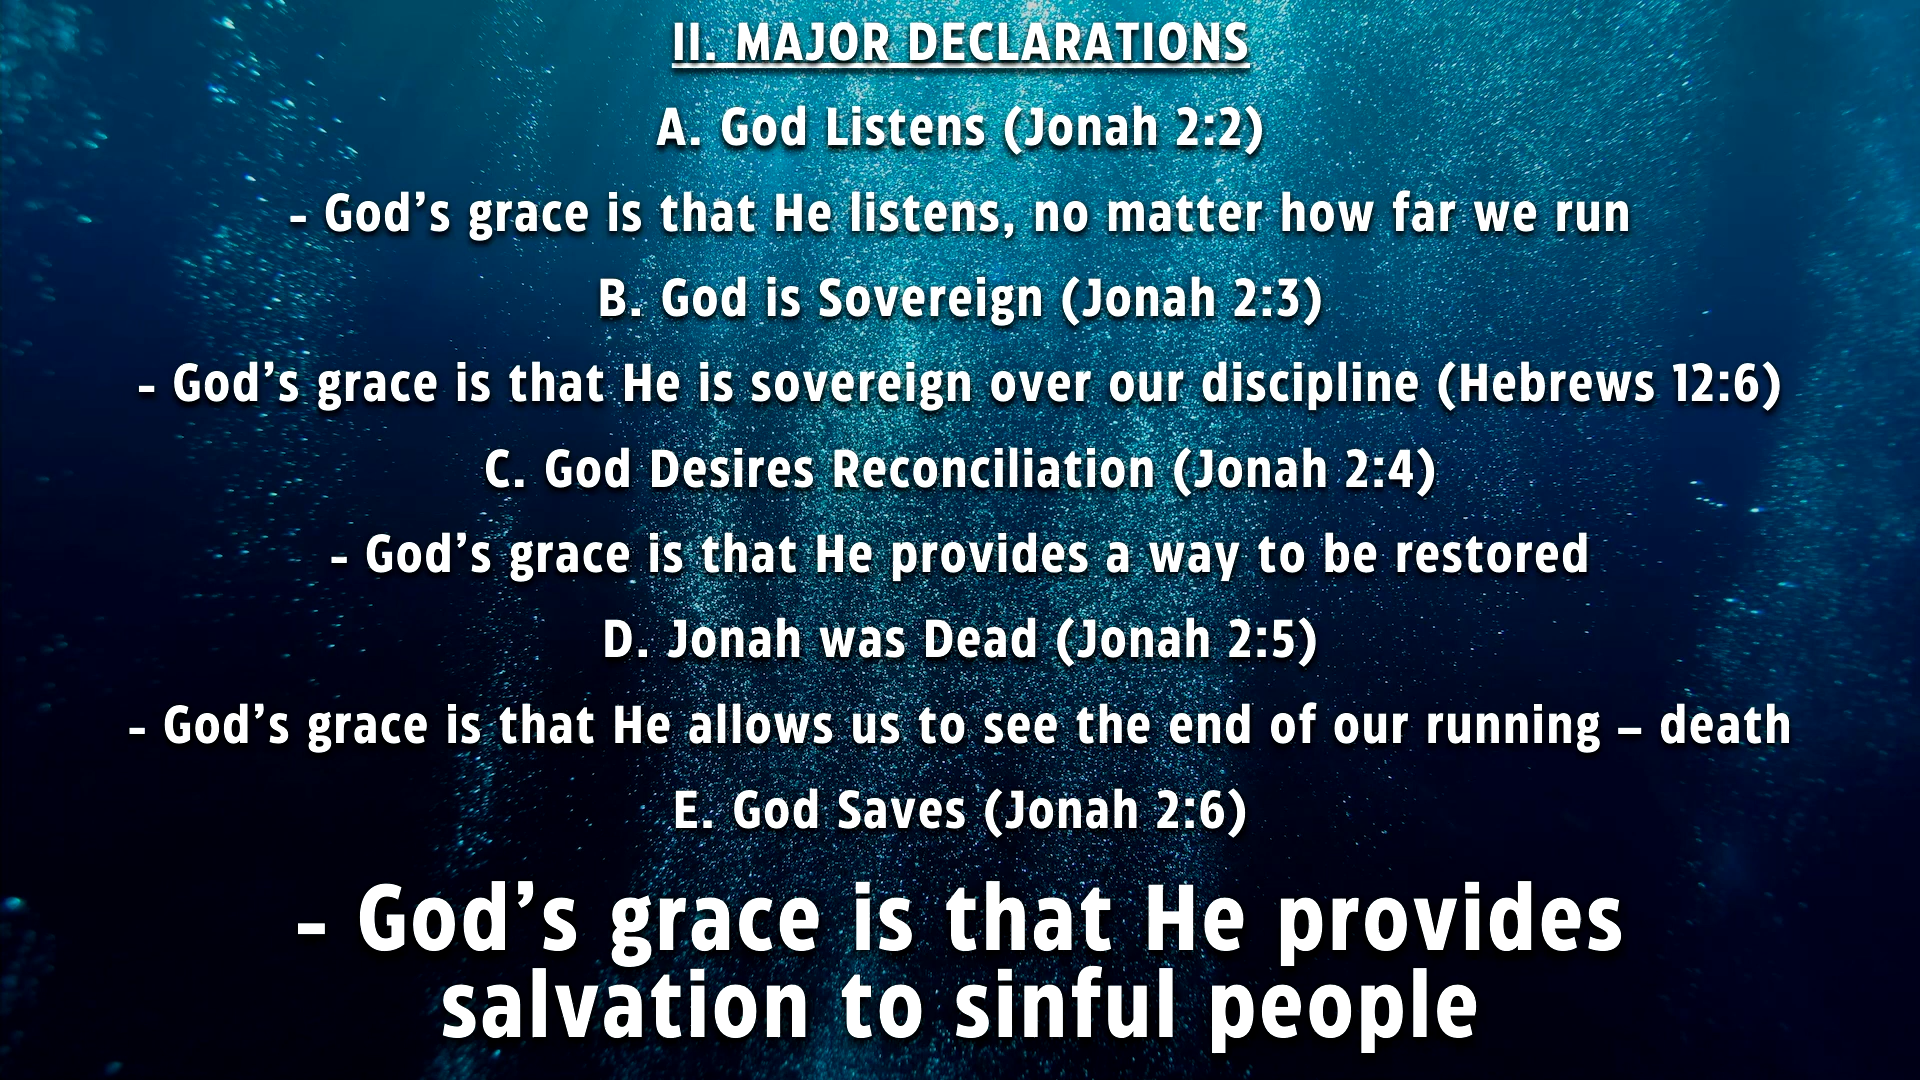 II. MAJOR DECLARATIONS
A. God Listens (Jonah 2:2)
- God’s grace is that He listens, no matter how far we run
B. God is Sovereign (Jonah 2:3)
- God’s grace is that He is sovereign over our discipline (Hebrews 12:6)
C. God Desires Reconciliation (Jonah 2:4)
- God’s grace is that He provides a way to be restored
D. Jonah was Dead (Jonah 2:5)
- God’s grace is that He allows us to see the end of our running – death
E. God Saves (Jonah 2:6)
- God’s grace is that He provides
salvation to sinful people